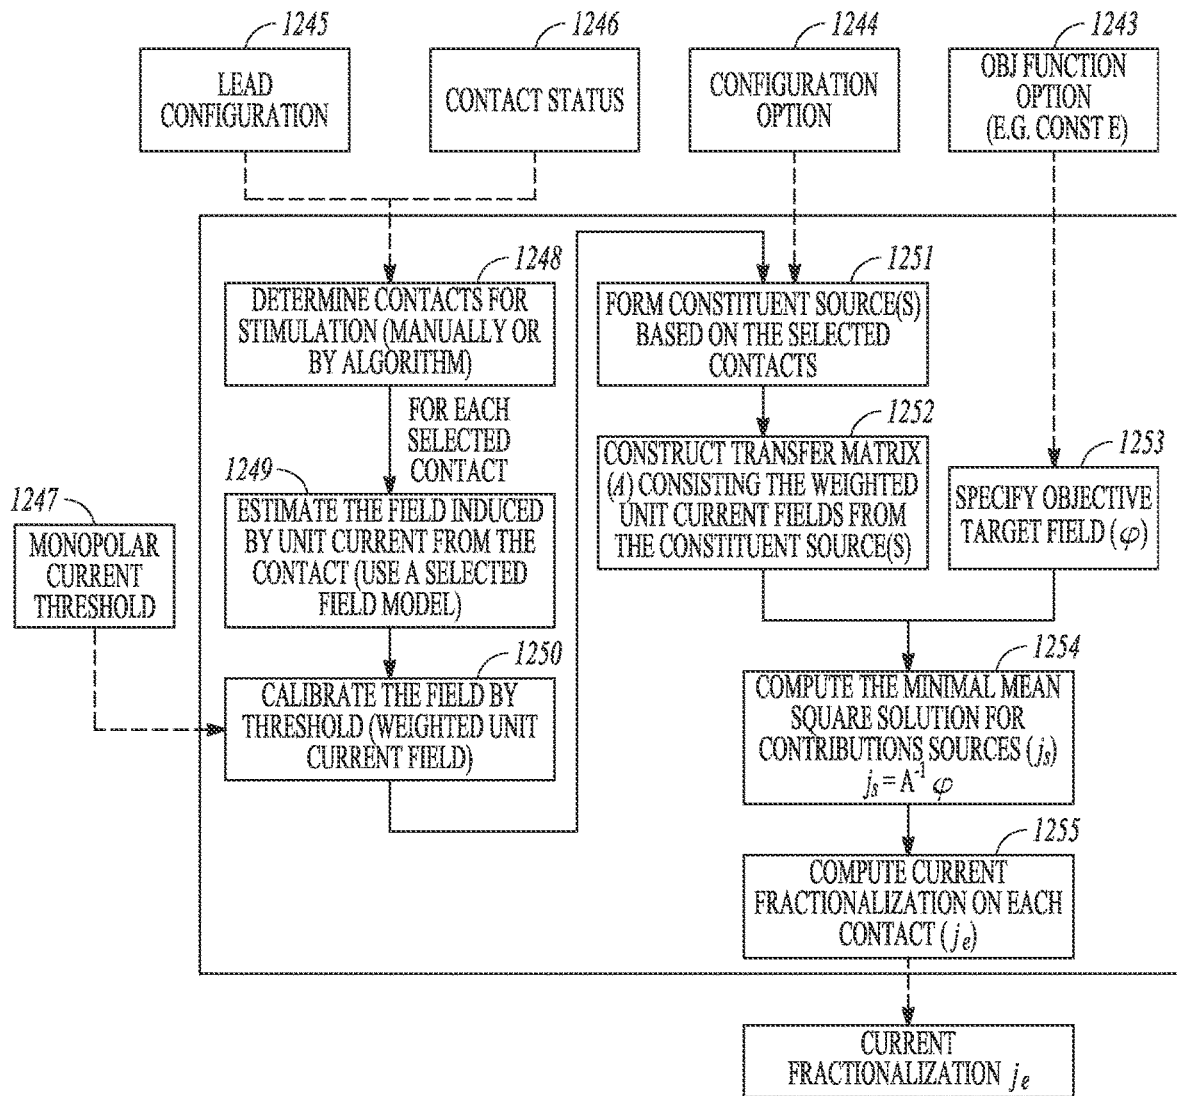 1245
LEAD
CONFIGURATION
1246
CONTACT STATUS
1244
CONFIGURATION
OPTION
1243
OBJ FUNCTION
OPTION
(E.G. CONST E)
1248
DETERMINE CONTACTS FOR
STIMULATION (MANUALLY OR
BY ALGORITHM)
FOR EACH
SELECTED
CONTACT
1249
ESTIMATE THE FIELD INDUCED
BY UNIT CURRENT FROM THE
CONTACT (USE A SELECTED
FIELD MODEL)
1247
MONOPOLAR
CURRENT
THRESHOLD
1250
CALIBRATE THE FIELD BY
THRESHOLD (WEIGHTED UNIT
CURRENT FIELD)
1251
FORM CONSTITUENT SOURCE(S)
BASED ON THE SELECTED
CONTACTS
1252
CONSTRUCT TRANSFER MATRIX
(A) CONSISTING THE WEIGHTED
UNIT CURRENT FIELDS FROM
THE CONSTITUENT SOURCE(S)
1253
SPECIFY OBJECTIVE
TARGET FIELD (φ)
1254
COMPUTE THE MINIMAL MEAN
SQUARE SOLUTION FOR
CONTRIBUTIONS SOURCES (js)
js = A⁻¹ φ
1255
COMPUTE CURRENT
FRACTIONALIZATION ON EACH
CONTACT (je)
CURRENT
FRACTIONALIZATION je